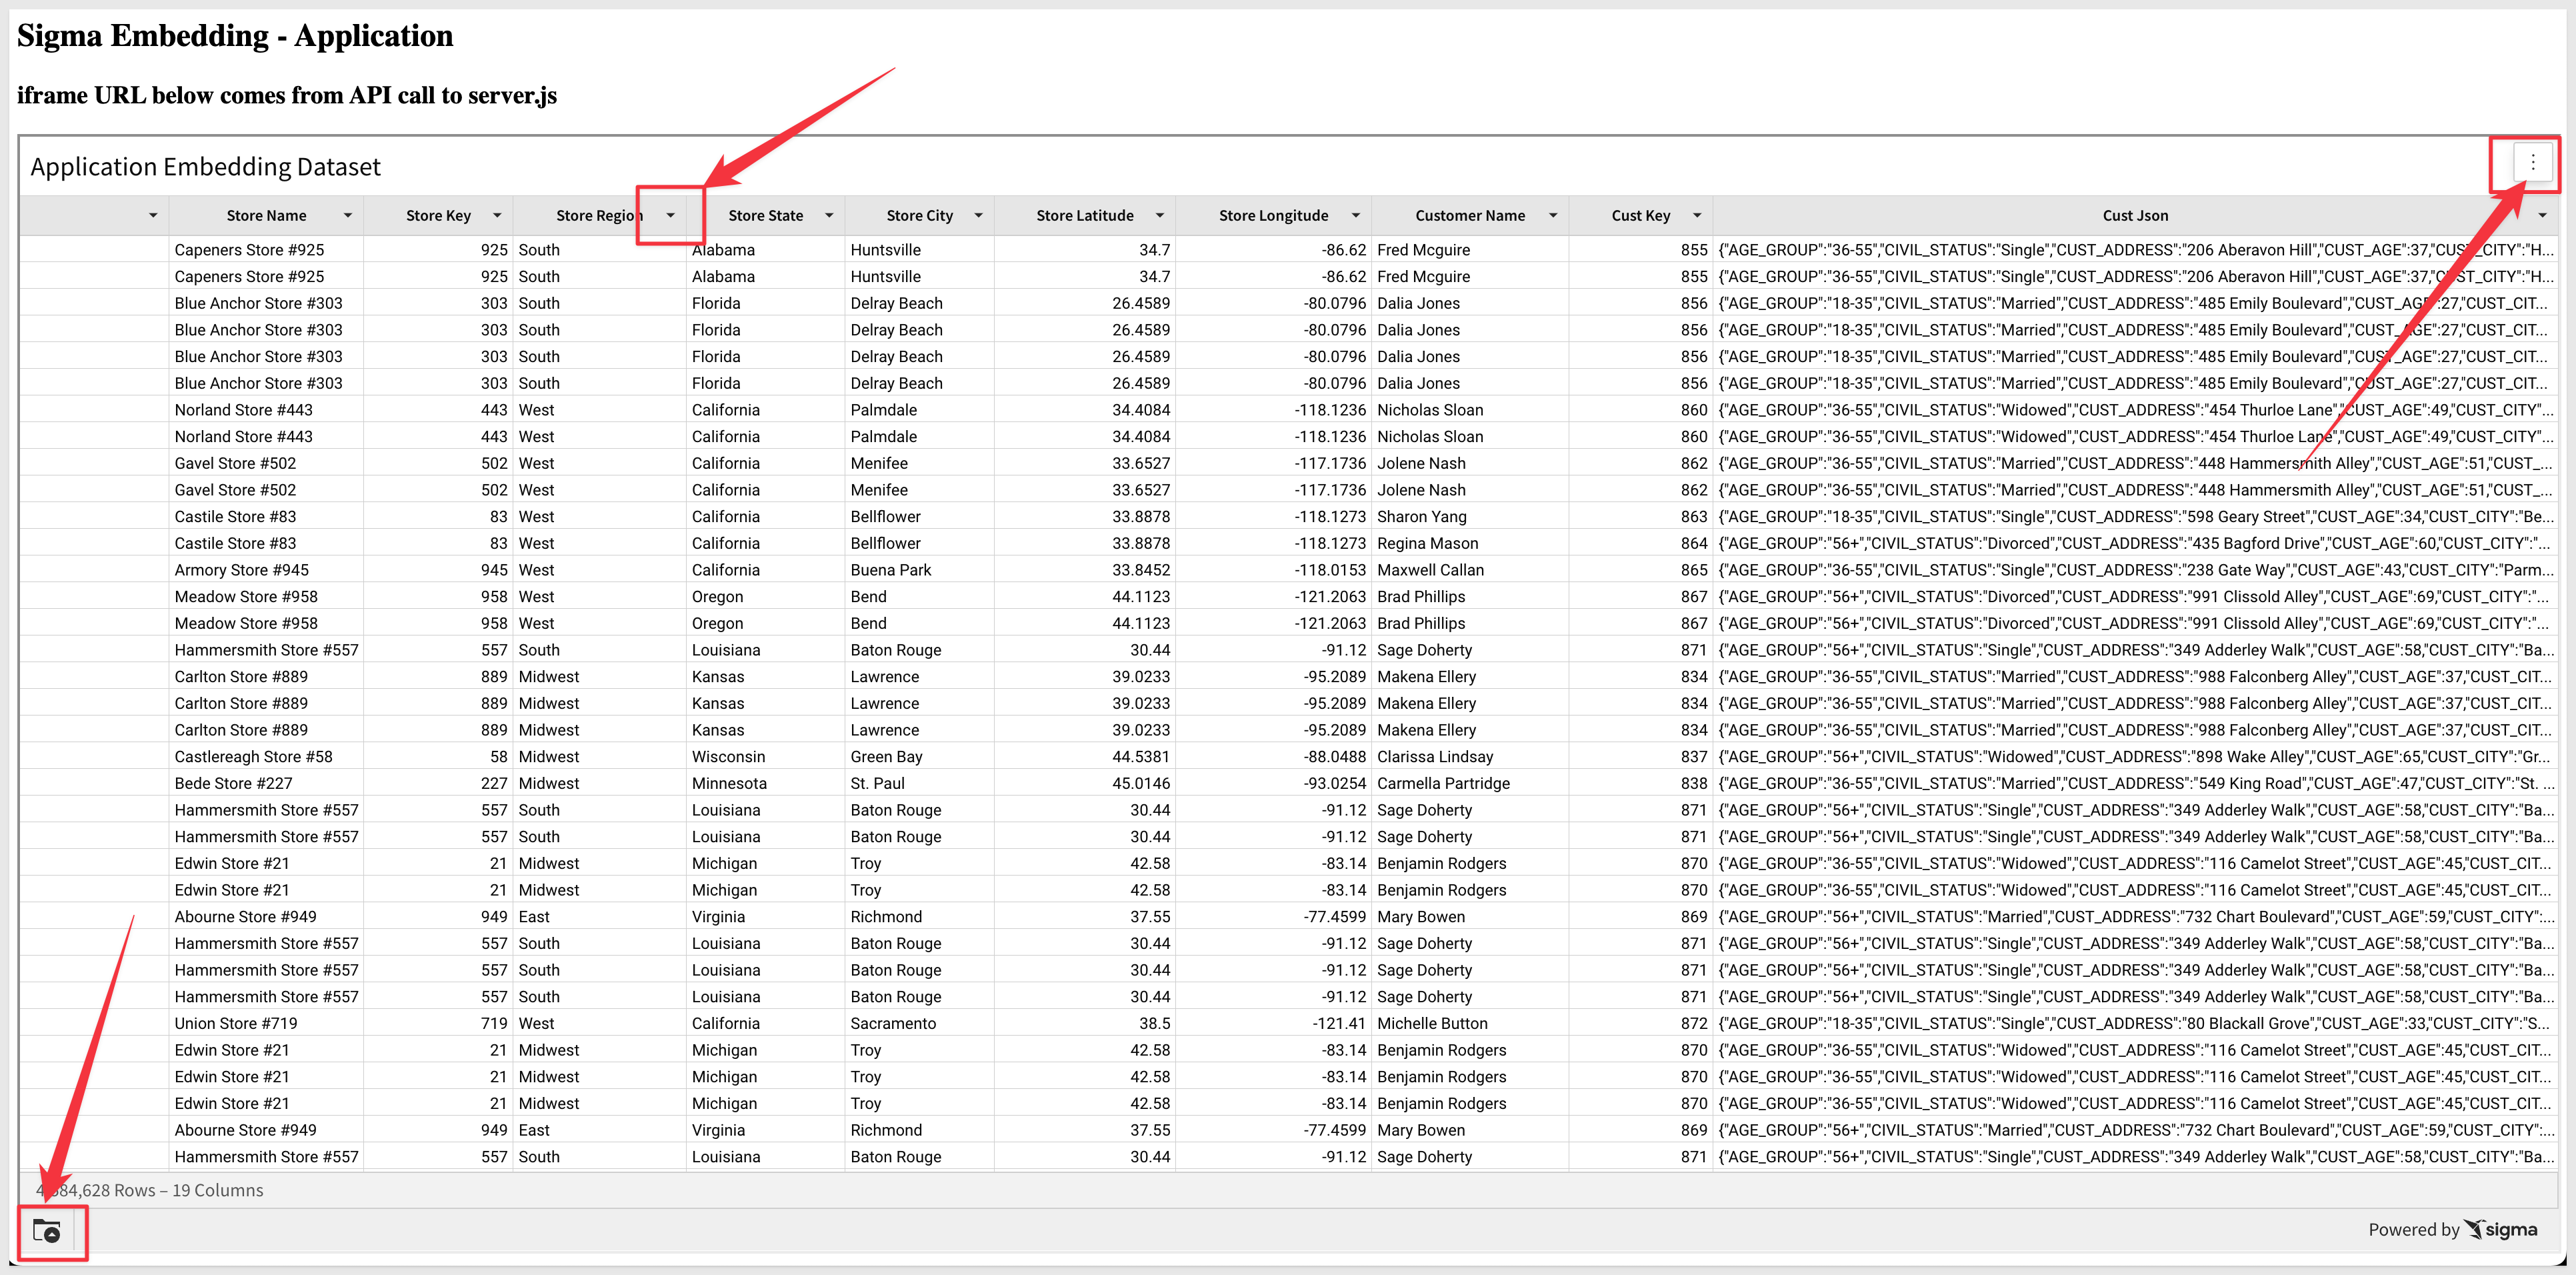 Sigma Embedding - Application
iframe URL below comes from API call to server.js
Application Embedding Dataset
Store Name Store Key Store Region Store State Store City Store Latitude Store Longitude Customer Name Cust Key Cust Json
Capeners Store #925 925 South Alabama Huntsville 34.7 -86.62 Fred Mcguire 855 {"AGE_GROUP":"36-55","CIVIL_STATUS":"Single","CUST_ADDRESS":"206 Aberavon Hill","CUST_AGE":37,"CUST_CITY":"H...
Capeners Store #925 925 South Alabama Huntsville 34.7 -86.62 Fred Mcguire 855 {"AGE_GROUP":"36-55","CIVIL_STATUS":"Single","CUST_ADDRESS":"206 Aberavon Hill","CUST_AGE":37,"CUST_CITY":"H...
Blue Anchor Store #303 303 South Florida Delray Beach 26.4589 -80.0796 Dalia Jones 856 {"AGE_GROUP":"18-35","CIVIL_STATUS":"Married","CUST_ADDRESS":"485 Emily Boulevard","CUST_AGE":27,"CUST_CIT...
Blue Anchor Store #303 303 South Florida Delray Beach 26.4589 -80.0796 Dalia Jones 856 {"AGE_GROUP":"18-35","CIVIL_STATUS":"Married","CUST_ADDRESS":"485 Emily Boulevard","CUST_AGE":27,"CUST_CIT...
Blue Anchor Store #303 303 South Florida Delray Beach 26.4589 -80.0796 Dalia Jones 856 {"AGE_GROUP":"18-35","CIVIL_STATUS":"Married","CUST_ADDRESS":"485 Emily Boulevard","CUST_AGE":27,"CUST_CIT...
Blue Anchor Store #303 303 South Florida Delray Beach 26.4589 -80.0796 Dalia Jones 856 {"AGE_GROUP":"18-35","CIVIL_STATUS":"Married","CUST_ADDRESS":"485 Emily Boulevard","CUST_AGE":27,"CUST_CIT...
Norland Store #443 443 West California Palmdale 34.4084 -118.1236 Nicholas Sloan 860 {"AGE_GROUP":"36-55","CIVIL_STATUS":"Widowed","CUST_ADDRESS":"454 Thurloe Lane","CUST_AGE":49,"CUST_CITY"...
Norland Store #443 443 West California Palmdale 34.4084 -118.1236 Nicholas Sloan 860 {"AGE_GROUP":"36-55","CIVIL_STATUS":"Widowed","CUST_ADDRESS":"454 Thurloe Lane","CUST_AGE":49,"CUST_CITY"...
Gavel Store #502 502 West California Menifee 33.6527 -117.1736 Jolene Nash 862 {"AGE_GROUP":"36-55","CIVIL_STATUS":"Married","CUST_ADDRESS":"448 Hammersmith Alley","CUST_AGE":51,"CUST_...
Gavel Store #502 502 West California Menifee 33.6527 -117.1736 Jolene Nash 862 {"AGE_GROUP":"36-55","CIVIL_STATUS":"Married","CUST_ADDRESS":"448 Hammersmith Alley","CUST_AGE":51,"CUST_...
Castile Store #83 83 West California Bellflower 33.8878 -118.1273 Sharon Yang 863 {"AGE_GROUP":"18-35","CIVIL_STATUS":"Single","CUST_ADDRESS":"598 Geary Street","CUST_AGE":34,"CUST_CITY":"Be...
Castile Store #83 83 West California Bellflower 33.8878 -118.1273 Regina Mason 864 {"AGE_GROUP":"56+","CIVIL_STATUS":"Divorced","CUST_ADDRESS":"435 Bagford Drive","CUST_AGE":60,"CUST_CITY":"...
Armory Store #945 945 West California Buena Park 33.8452 -118.0153 Maxwell Callan 865 {"AGE_GROUP":"36-55","CIVIL_STATUS":"Single","CUST_ADDRESS":"238 Gate Way","CUST_AGE":43,"CUST_CITY":"Parm...
Meadow Store #958 958 West Oregon Bend 44.1123 -121.2063 Brad Phillips 867 {"AGE_GROUP":"56+","CIVIL_STATUS":"Divorced","CUST_ADDRESS":"991 Clissold Alley","CUST_AGE":69,"CUST_CITY":"...
Meadow Store #958 958 West Oregon Bend 44.1123 -121.2063 Brad Phillips 867 {"AGE_GROUP":"56+","CIVIL_STATUS":"Divorced","CUST_ADDRESS":"991 Clissold Alley","CUST_AGE":69,"CUST_CITY":"...
Hammersmith Store #557 557 South Louisiana Baton Rouge 30.44 -91.12 Sage Doherty 871 {"AGE_GROUP":"56+","CIVIL_STATUS":"Single","CUST_ADDRESS":"349 Adderley Walk","CUST_AGE":58,"CUST_CITY":"Ba...
Carlton Store #889 889 Midwest Kansas Lawrence 39.0233 -95.2089 Makena Ellery 834 {"AGE_GROUP":"36-55","CIVIL_STATUS":"Married","CUST_ADDRESS":"988 Falconberg Alley","CUST_AGE":37,"CUST_CIT...
Carlton Store #889 889 Midwest Kansas Lawrence 39.0233 -95.2089 Makena Ellery 834 {"AGE_GROUP":"36-55","CIVIL_STATUS":"Married","CUST_ADDRESS":"988 Falconberg Alley","CUST_AGE":37,"CUST_CIT...
Carlton Store #889 889 Midwest Kansas Lawrence 39.0233 -95.2089 Makena Ellery 834 {"AGE_GROUP":"36-55","CIVIL_STATUS":"Married","CUST_ADDRESS":"988 Falconberg Alley","CUST_AGE":37,"CUST_CIT...
Castlereagh Store #58 58 Midwest Wisconsin Green Bay 44.5381 -88.0488 Clarissa Lindsay 837 {"AGE_GROUP":"56+","CIVIL_STATUS":"Widowed","CUST_ADDRESS":"898 Wake Alley","CUST_AGE":65,"CUST_CITY":"Gr...
Bede Store #227 227 Midwest Minnesota St. Paul 45.0146 -93.0254 Carmella Partridge 838 {"AGE_GROUP":"36-55","CIVIL_STATUS":"Married","CUST_ADDRESS":"549 King Road","CUST_AGE":47,"CUST_CITY":"St. ...
Hammersmith Store #557 557 South Louisiana Baton Rouge 30.44 -91.12 Sage Doherty 871 {"AGE_GROUP":"56+","CIVIL_STATUS":"Single","CUST_ADDRESS":"349 Adderley Walk","CUST_AGE":58,"CUST_CITY":"Ba...
Hammersmith Store #557 557 South Louisiana Baton Rouge 30.44 -91.12 Sage Doherty 871 {"AGE_GROUP":"56+","CIVIL_STATUS":"Single","CUST_ADDRESS":"349 Adderley Walk","CUST_AGE":58,"CUST_CITY":"Ba...
Edwin Store #21 21 Midwest Michigan Troy 42.58 -83.14 Benjamin Rodgers 870 {"AGE_GROUP":"36-55","CIVIL_STATUS":"Widowed","CUST_ADDRESS":"116 Camelot Street","CUST_AGE":45,"CUST_CIT...
Edwin Store #21 21 Midwest Michigan Troy 42.58 -83.14 Benjamin Rodgers 870 {"AGE_GROUP":"36-55","CIVIL_STATUS":"Widowed","CUST_ADDRESS":"116 Camelot Street","CUST_AGE":45,"CUST_CIT...
Abourne Store #949 949 East Virginia Richmond 37.55 -77.4599 Mary Bowen 869 {"AGE_GROUP":"56+","CIVIL_STATUS":"Married","CUST_ADDRESS":"732 Chart Boulevard","CUST_AGE":59,"CUST_CITY":...
Hammersmith Store #557 557 South Louisiana Baton Rouge 30.44 -91.12 Sage Doherty 871 {"AGE_GROUP":"56+","CIVIL_STATUS":"Single","CUST_ADDRESS":"349 Adderley Walk","CUST_AGE":58,"CUST_CITY":"Ba...
Hammersmith Store #557 557 South Louisiana Baton Rouge 30.44 -91.12 Sage Doherty 871 {"AGE_GROUP":"56+","CIVIL_STATUS":"Single","CUST_ADDRESS":"349 Adderley Walk","CUST_AGE":58,"CUST_CITY":"Ba...
Hammersmith Store #557 557 South Louisiana Baton Rouge 30.44 -91.12 Sage Doherty 871 {"AGE_GROUP":"56+","CIVIL_STATUS":"Single","CUST_ADDRESS":"349 Adderley Walk","CUST_AGE":58,"CUST_CITY":"Ba...
Union Store #719 719 West California Sacramento 38.5 -121.41 Michelle Button 872 {"AGE_GROUP":"18-35","CIVIL_STATUS":"Single","CUST_ADDRESS":"80 Blackall Grove","CUST_AGE":33,"CUST_CITY":"S...
Edwin Store #21 21 Midwest Michigan Troy 42.58 -83.14 Benjamin Rodgers 870 {"AGE_GROUP":"36-55","CIVIL_STATUS":"Widowed","CUST_ADDRESS":"116 Camelot Street","CUST_AGE":45,"CUST_CIT...
Edwin Store #21 21 Midwest Michigan Troy 42.58 -83.14 Benjamin Rodgers 870 {"AGE_GROUP":"36-55","CIVIL_STATUS":"Widowed","CUST_ADDRESS":"116 Camelot Street","CUST_AGE":45,"CUST_CIT...
Edwin Store #21 21 Midwest Michigan Troy 42.58 -83.14 Benjamin Rodgers 870 {"AGE_GROUP":"36-55","CIVIL_STATUS":"Widowed","CUST_ADDRESS":"116 Camelot Street","CUST_AGE":45,"CUST_CIT...
Abourne Store #949 949 East Virginia Richmond 37.55 -77.4599 Mary Bowen 869 {"AGE_GROUP":"56+","CIVIL_STATUS":"Married","CUST_ADDRESS":"732 Chart Boulevard","CUST_AGE":59,"CUST_CITY":...
Hammersmith Store #557 557 South Louisiana Baton Rouge 30.44 -91.12 Sage Doherty 871 {"AGE_GROUP":"56+","CIVIL_STATUS":"Single","CUST_ADDRESS":"349 Adderley Walk","CUST_AGE":58,"CUST_CITY":"Ba...
Rows – 19 Columns
Powered by sigma